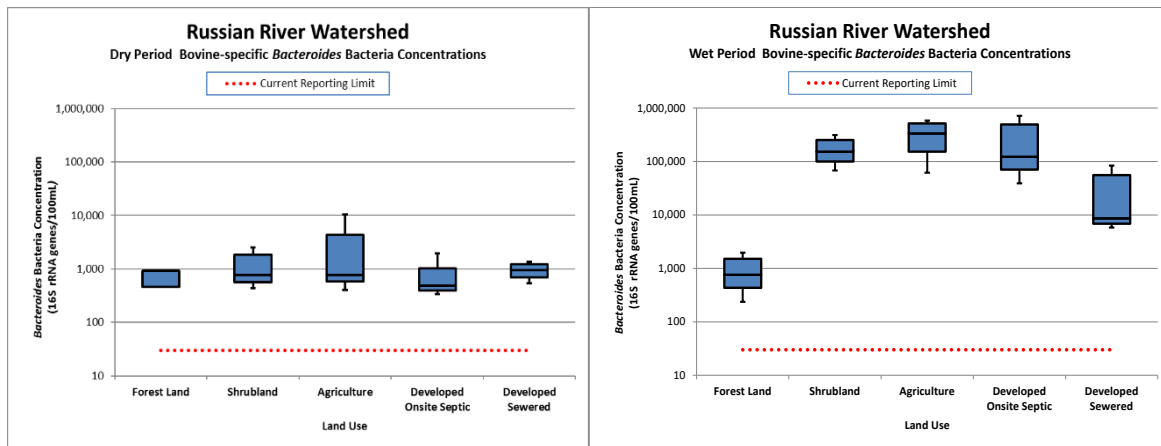 Russian River Watershed
Dry Period Bovine-specific Bacteroides Bacteria Concentrations
Current Reporting Limit
Bacteroides Bacteria Concentration
(16S rRNA genes/100mL)
1,000,000
100,000
10,000
1,000
100
10
Forest Land
Shrubland
Agriculture
Developed
Onsite Septic
Developed
Sewered
Land Use
Russian River Watershed
Wet Period Bovine-specific Bacteroides Bacteria Concentrations
Current Reporting Limit
Bacteroides Bacteria Concentration
(16S rRNA genes/100mL)
1,000,000
100,000
10,000
1,000
100
10
Forest Land
Shrubland
Agriculture
Developed
Onsite Septic
Developed
Sewered
Land Use